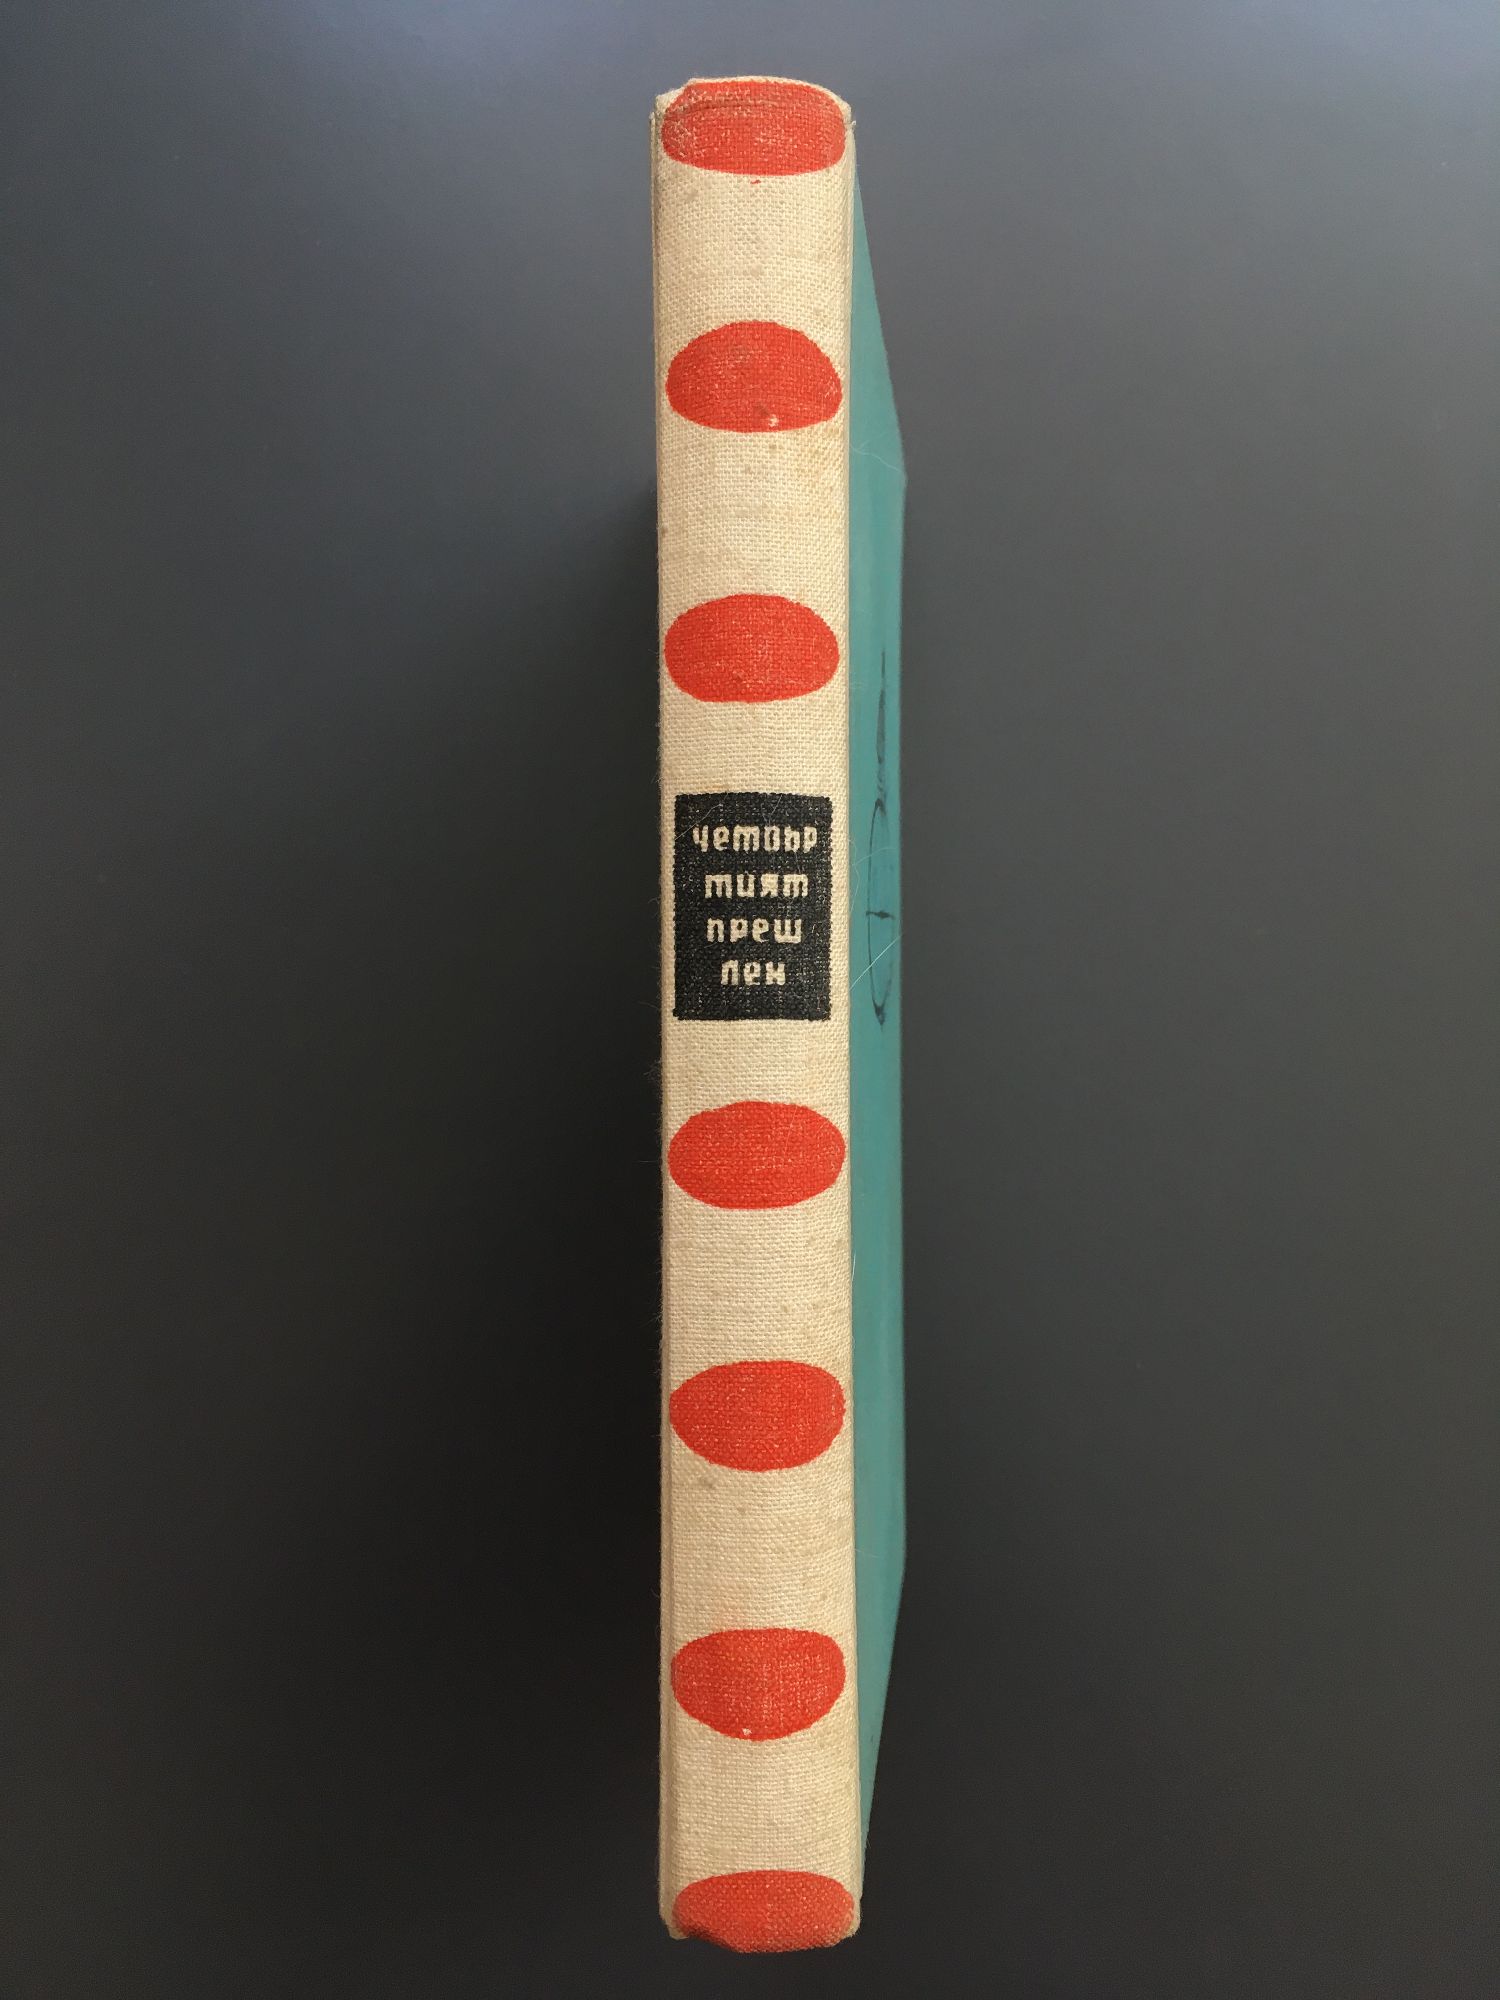 четвър
тият
преш
лен